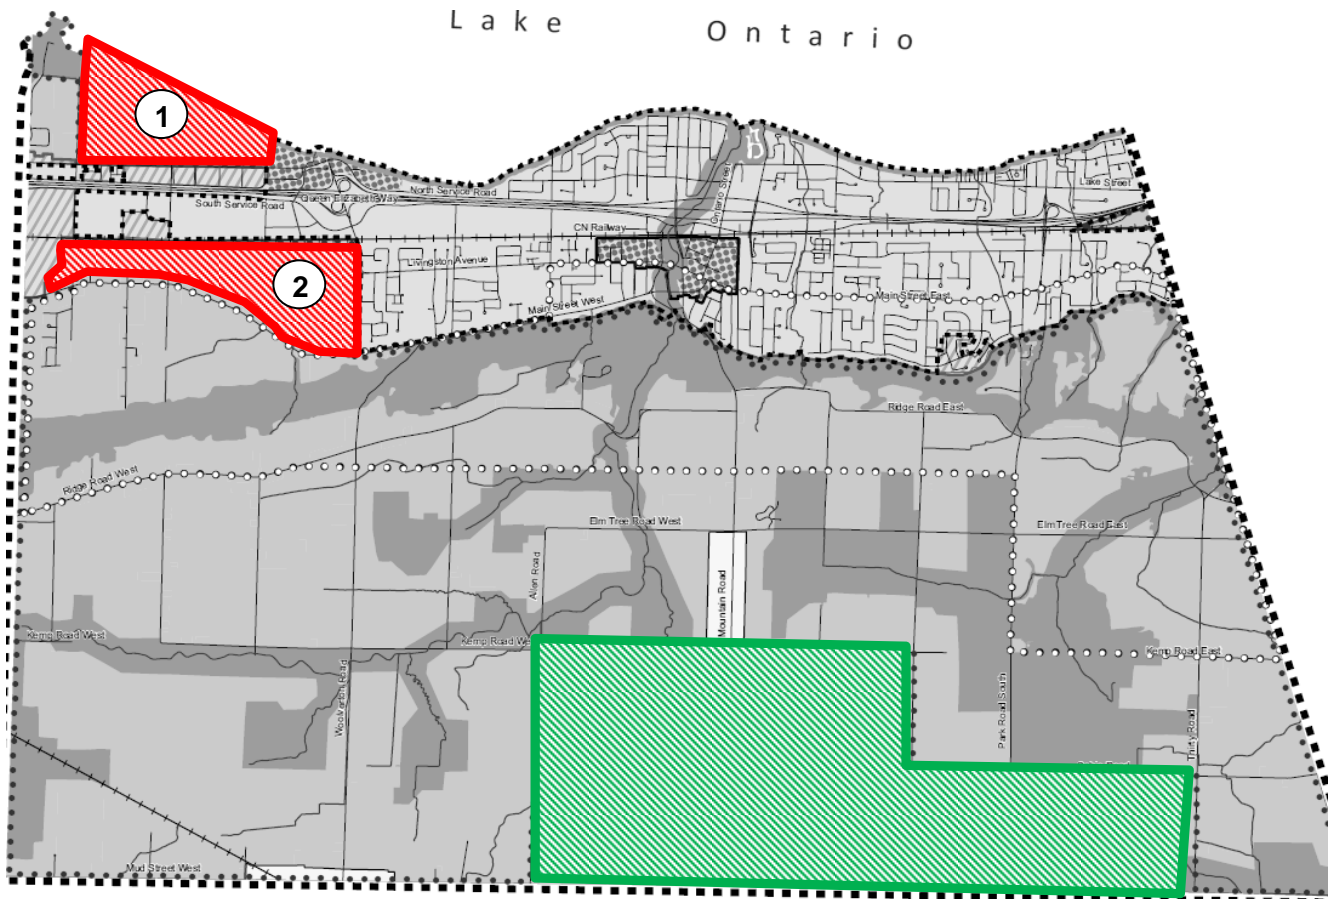 Lake Ontario
1
Lake Street
North Service Road
Queen Elizabeth Way
South Service Road
Ontario Street
CN Railway
Livingston Avenue
2
Main Street East
Main Street West
Ridge Road East
Ridge Road West
Elm Tree Road West
Elm Tree Road East
Allen Road
Mountain Road
Kemp Road West
Kemp Road We
Kemp Road East
Woolverton Road
Park Road South
Thirty Road
Mud Street West